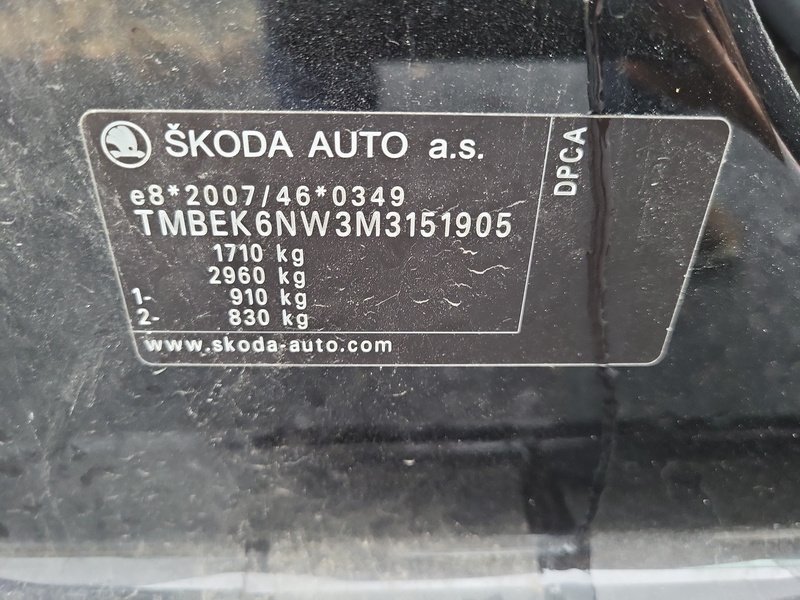 ŠKODA AUTO a.s.
e8*2007/46*0349
TMBEK6NW3M3151905
1710 kg
2960 kg
1- 910 kg
2- 830 kg
www.skoda-auto.com
DPCA